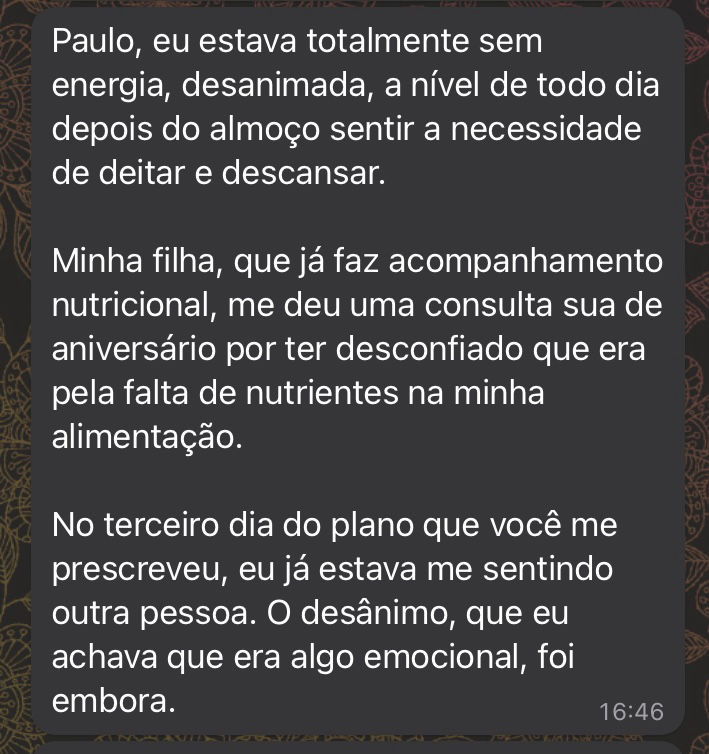 Paulo, eu estava totalmente sem
energia, desanimada, a nível de todo dia
depois do almoço sentir a necessidade
de deitar e descansar.
Minha filha, que já faz acompanhamento
nutricional, me deu uma consulta sua de
aniversário por ter desconfiado que era
pela falta de nutrientes na minha
alimentação.
No terceiro dia do plano que você me
prescreveu, eu já estava me sentindo
outra pessoa. O desânimo, que eu
achava que era algo emocional, foi
embora.
16:46